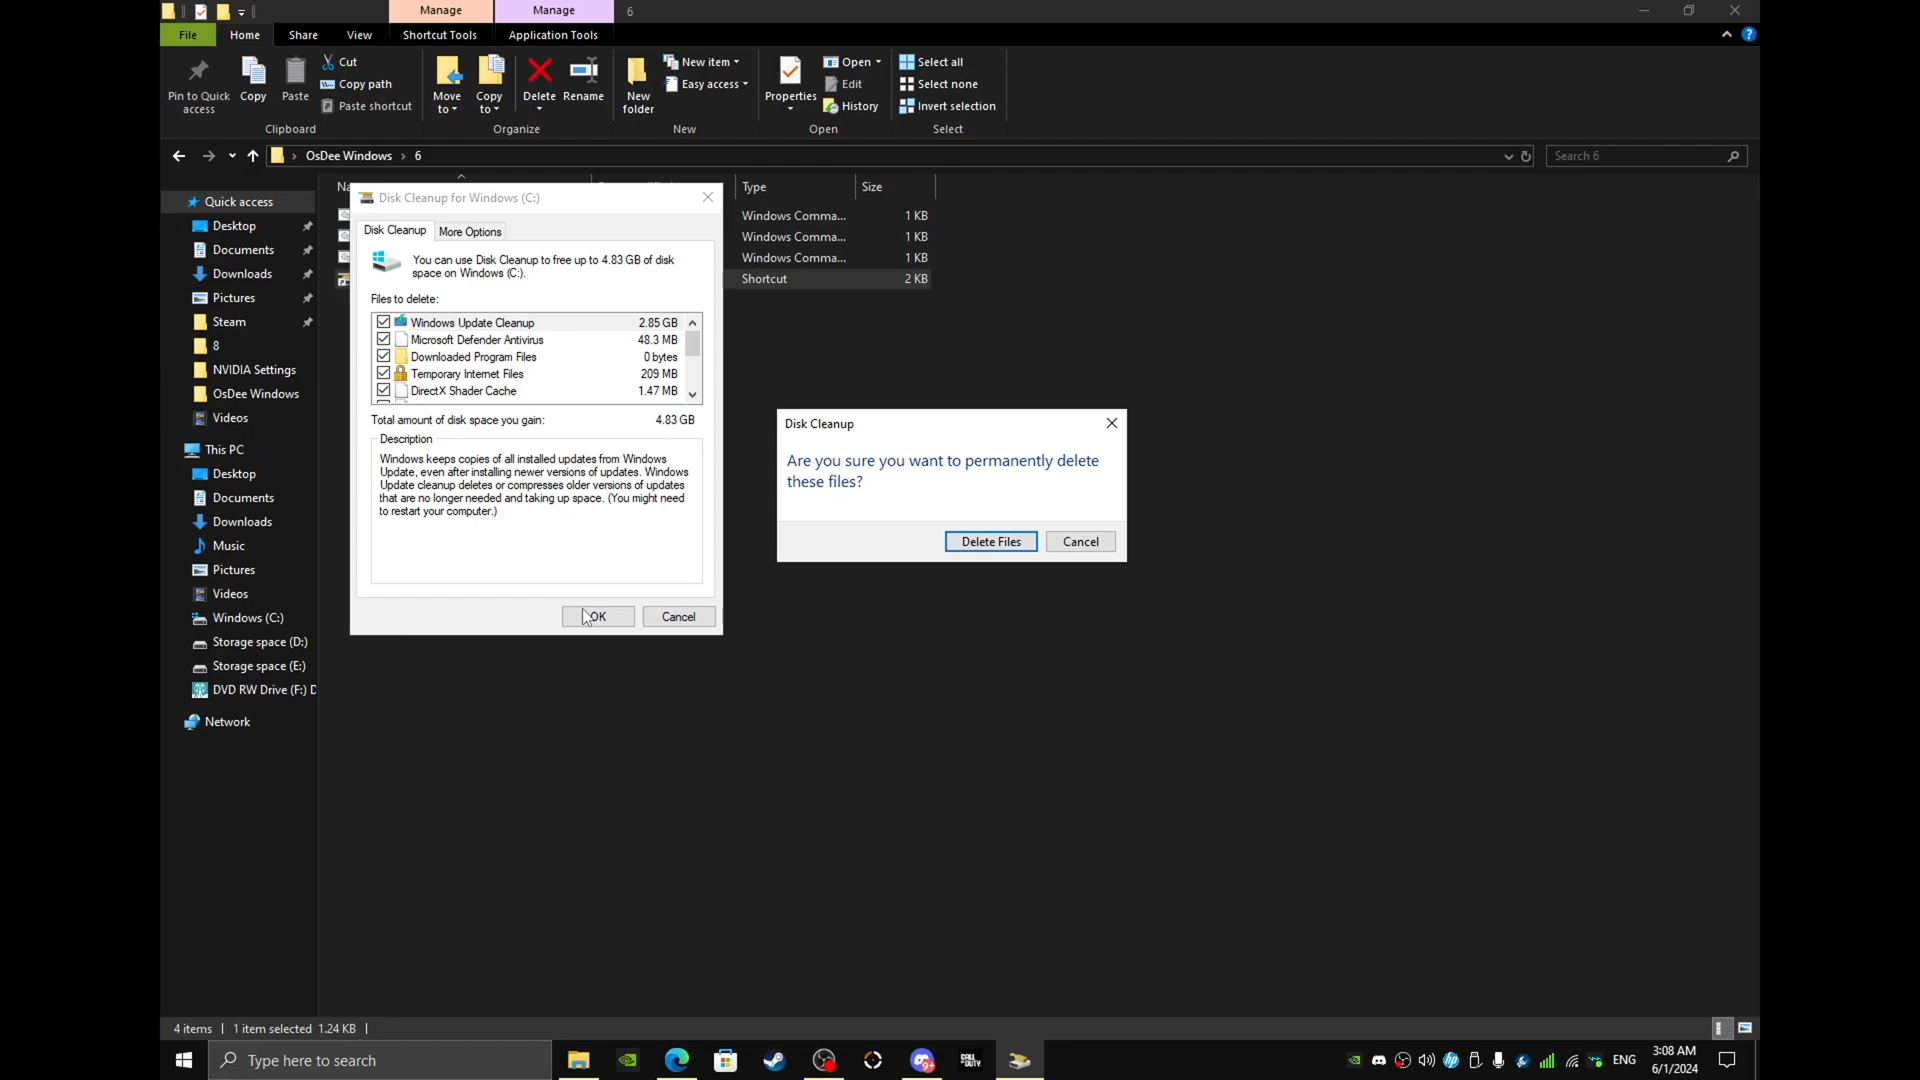 Manage
Manage
6
File
Home
Share
View
Shortcut Tools
Application Tools
Pin to Quick access
Copy
Paste
Cut
Copy path
Paste shortcut
Clipboard
Move to
Copy to
Delete
Rename
Organize
New folder
New item
Easy access
New
Properties
Open
Edit
History
Open
Select all
Select none
Invert selection
Select
OsDee Windows > 6
Search 6
Type
Size
Windows Comma... 1 KB
Windows Comma... 1 KB
Windows Comma... 1 KB
Shortcut 2 KB
Quick access
Desktop
Documents
Downloads
Pictures
Steam
8
NVIDIA Settings
OsDee Windows
Videos
This PC
Desktop
Documents
Downloads
Music
Pictures
Videos
Windows (C:)
Storage space (D:)
Storage space (E:)
DVD RW Drive (F:) D
Network
Disk Cleanup for Windows (C:)
Disk Cleanup
More Options
You can use Disk Cleanup to free up to 4.83 GB of disk
space on Windows (C:).
Files to delete:
Windows Update Cleanup 2.85 GB
Microsoft Defender Antivirus 48.3 MB
Downloaded Program Files 0 bytes
Temporary Internet Files 209 MB
DirectX Shader Cache 1.47 MB
Total amount of disk space you gain: 4.83 GB
Description
Windows keeps copies of all installed updates from Windows
Update, even after installing newer versions of updates. Windows
Update cleanup deletes or compresses older versions of updates
that are no longer needed and taking up space. (You might need
to restart your computer.)
OK
Cancel
Disk Cleanup
Are you sure you want to permanently delete
these files?
Delete Files
Cancel
4 items
1 item selected 1.24 KB
Type here to search
CALL OF DUTY
9+
ENG
3:08 AM
6/1/2024